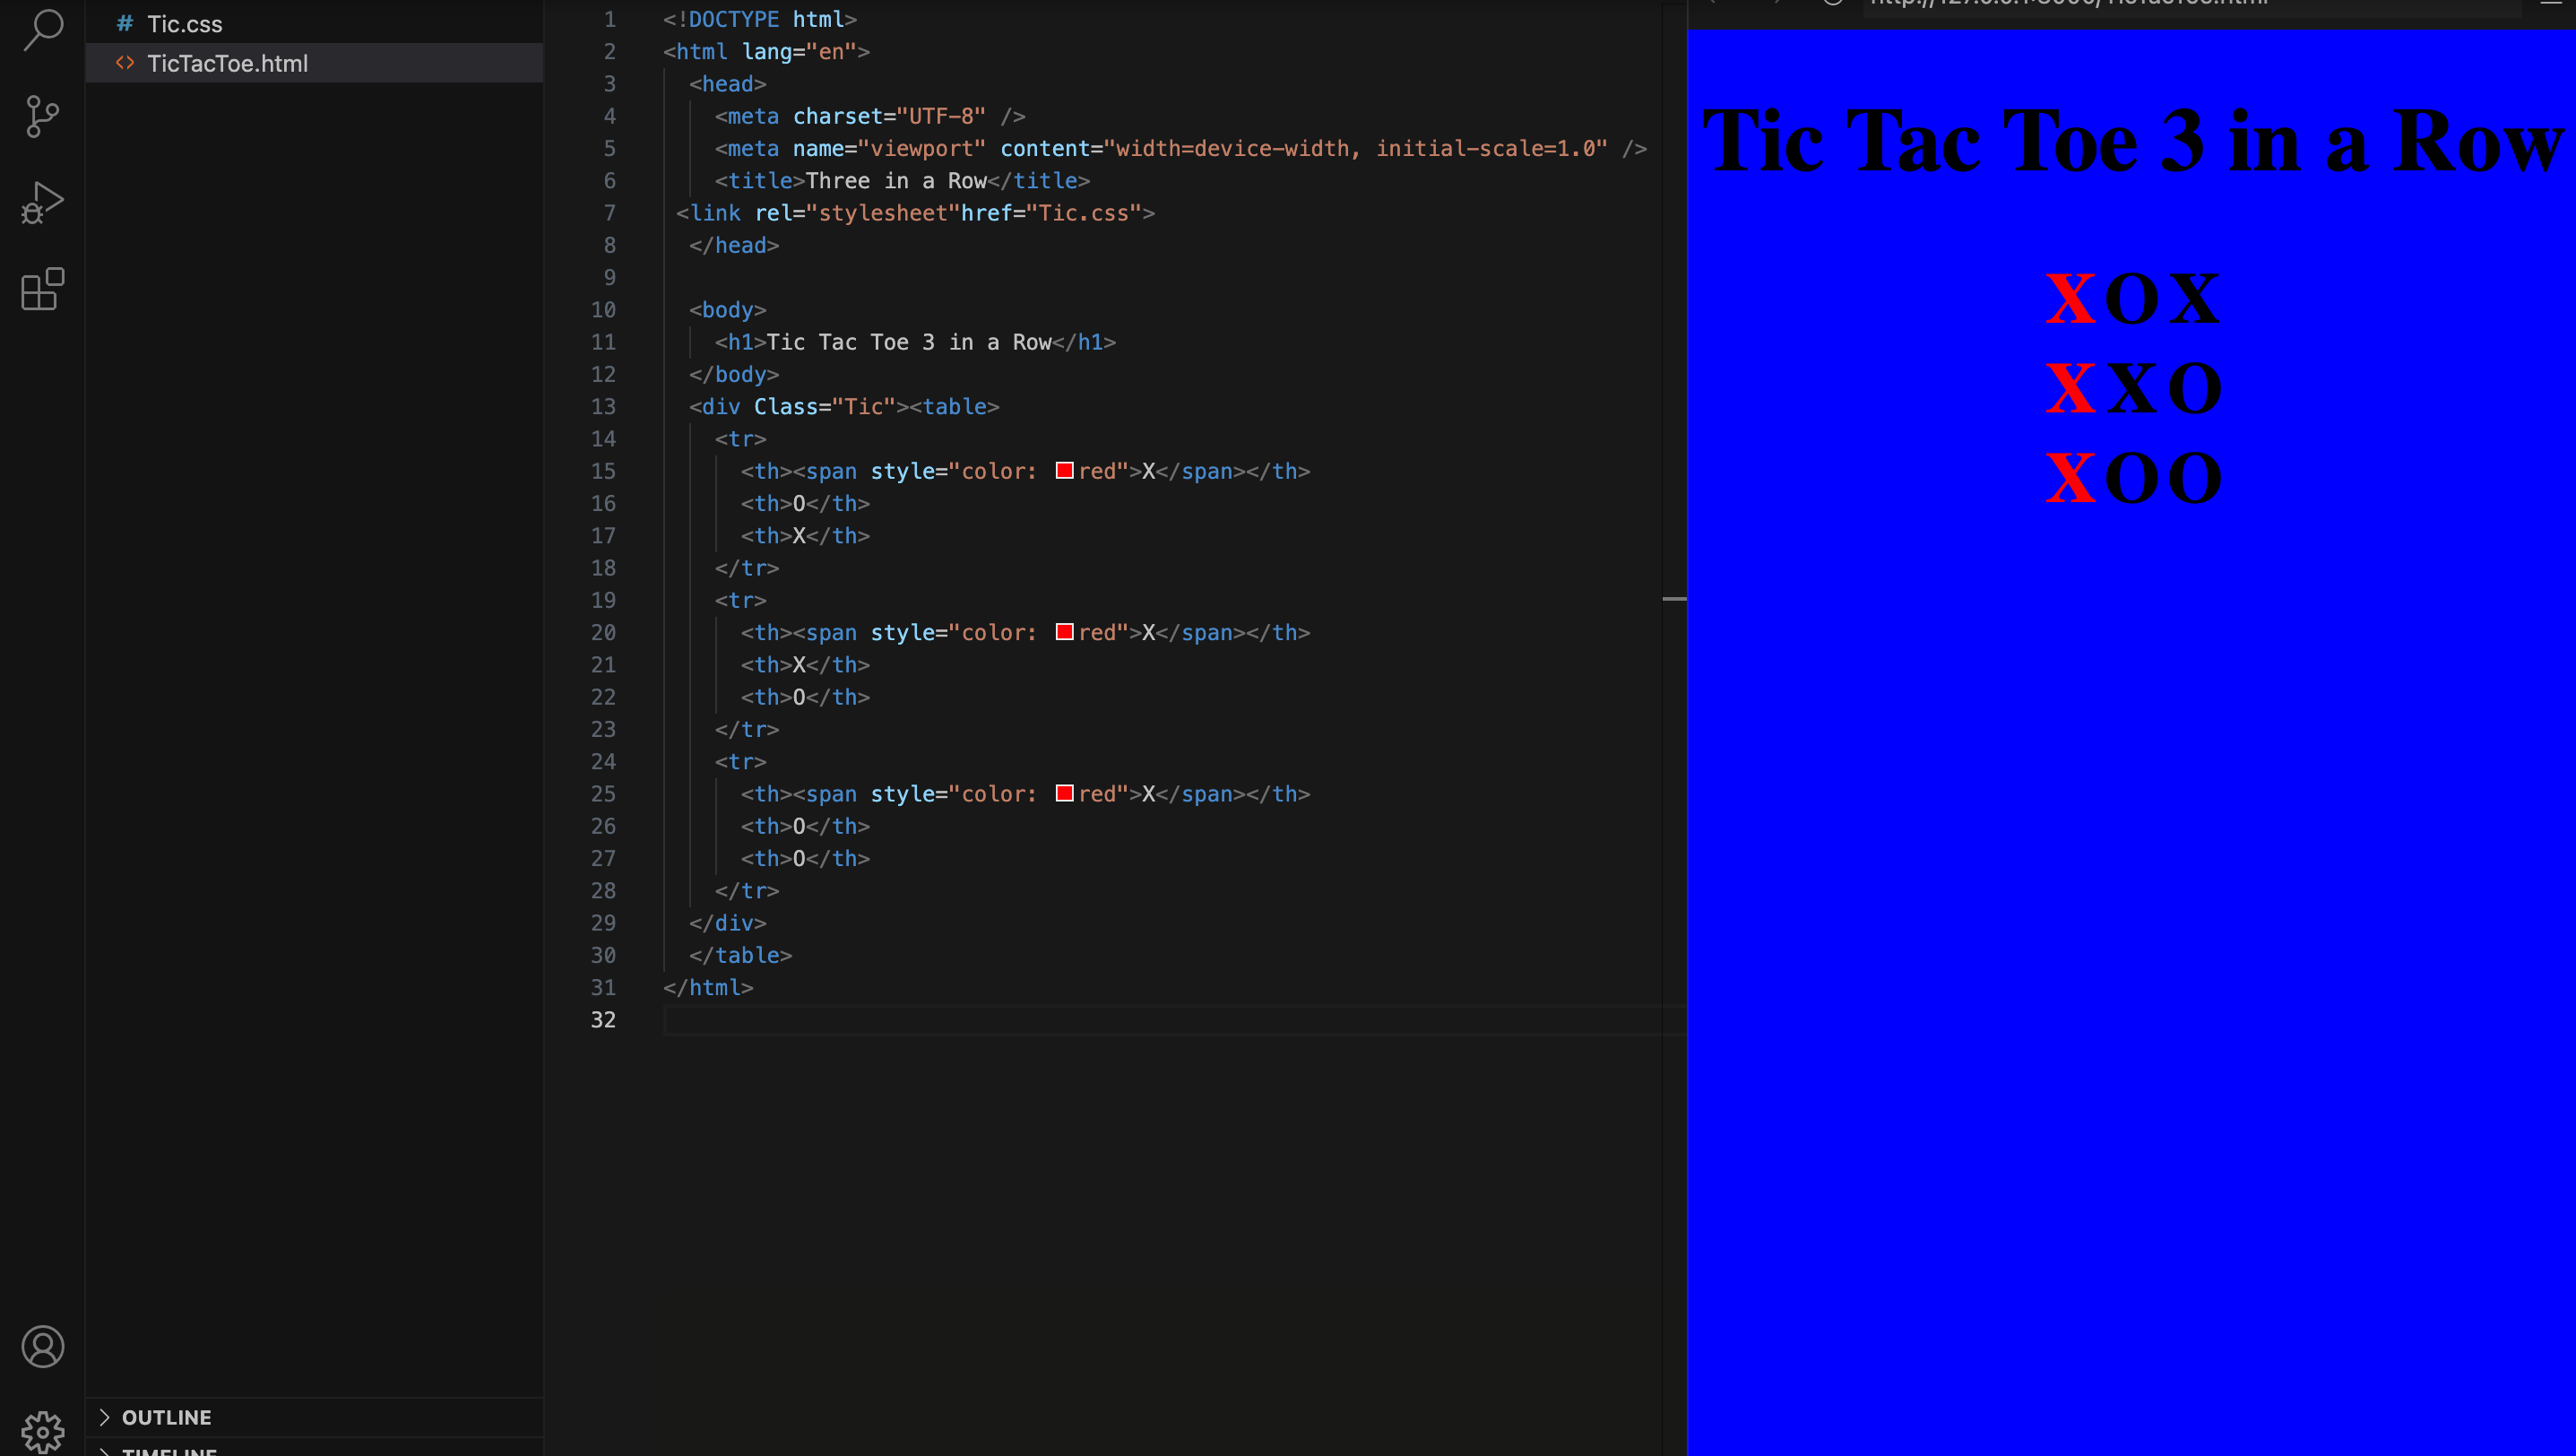 Tic.css
TicTacToe.html
OUTLINE
TIMELINE
1 <!DOCTYPE html>
2 <html lang="en">
3 <head>
4 <meta charset="UTF-8" />
5 <meta name="viewport" content="width=device-width, initial-scale=1.0" />
6 <title>Three in a Row</title>
7 <link rel="stylesheet"href="Tic.css">
8 </head>
9
10 <body>
11 <h1>Tic Tac Toe 3 in a Row</h1>
12 </body>
13 <div Class="Tic"><table>
14 <tr>
15 <th><span style="color: red">X</span></th>
16 <th>O</th>
17 <th>X</th>
18 </tr>
19 <tr>
20 <th><span style="color: red">X</span></th>
21 <th>X</th>
22 <th>O</th>
23 </tr>
24 <tr>
25 <th><span style="color: red">X</span></th>
26 <th>O</th>
27 <th>O</th>
28 </tr>
29 </div>
30 </table>
31 </html>
32
Tic Tac Toe 3 in a Row
X O X
X X O
X O O